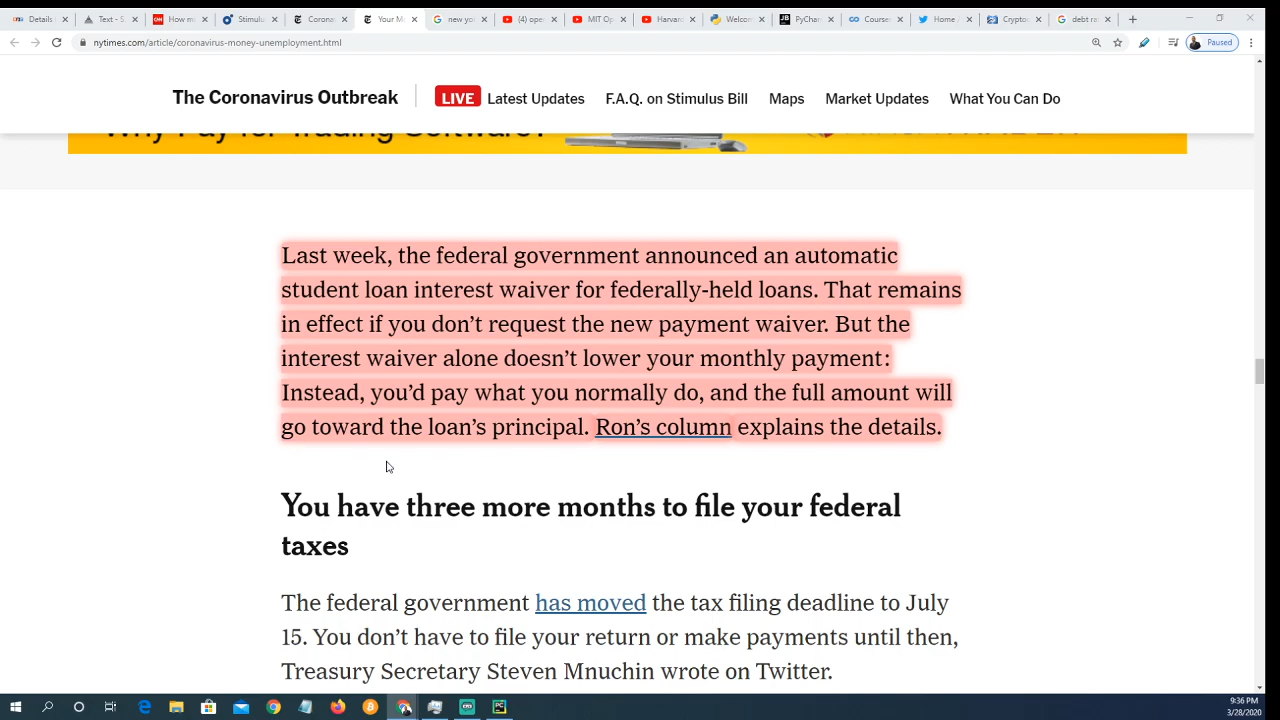 Details
Text - S
How m
Stimulu
Corona
Your M
new yo
(4) ope
MIT Op
Harvar
Welcom
PyChar
Course
Home /
Crypto
debt ra
nytimes.com/article/coronavirus-money-unemployment.html
Paused
The Coronavirus Outbreak
LIVE Latest Updates
F.A.Q. on Stimulus Bill
Maps
Market Updates
What You Can Do
Last week, the federal government announced an automatic
student loan interest waiver for federally-held loans. That remains
in effect if you don’t request the new payment waiver. But the
interest waiver alone doesn’t lower your monthly payment:
Instead, you’d pay what you normally do, and the full amount will
go toward the loan’s principal. Ron’s column explains the details.
You have three more months to file your federal
taxes
The federal government has moved the tax filing deadline to July
15. You don’t have to file your return or make payments until then,
Treasury Secretary Steven Mnuchin wrote on Twitter.
9:36 PM
3/28/2020